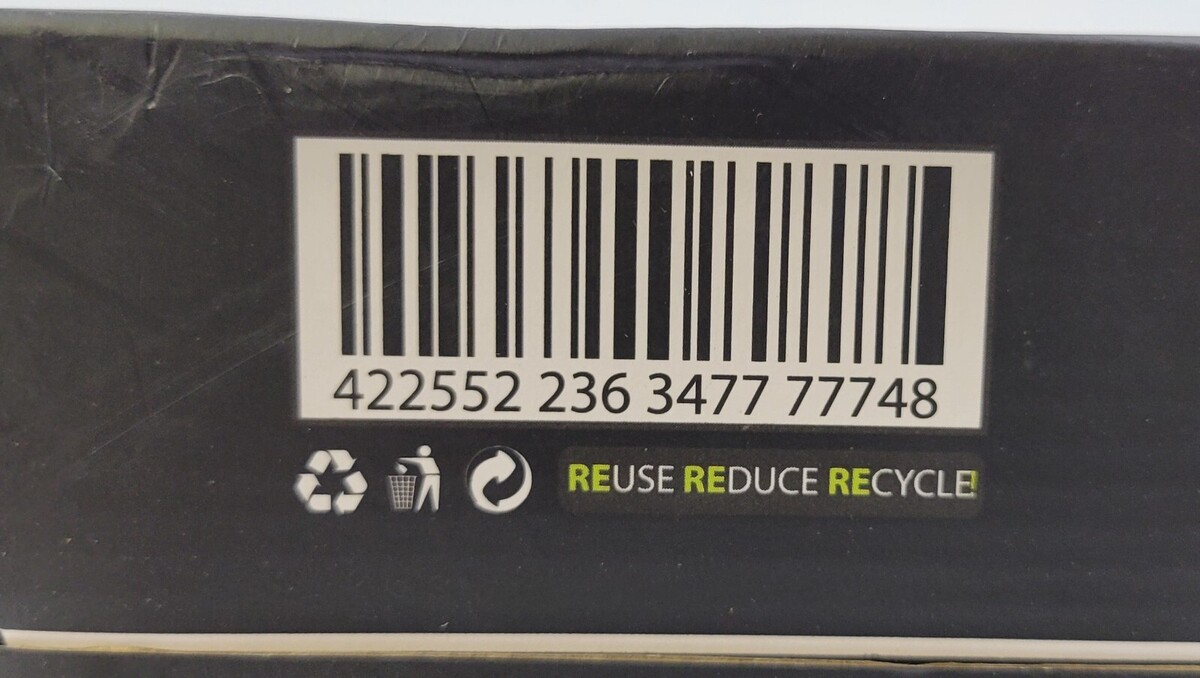 422552 236 3477 77748
REUSE REDUCE RECYCLE!